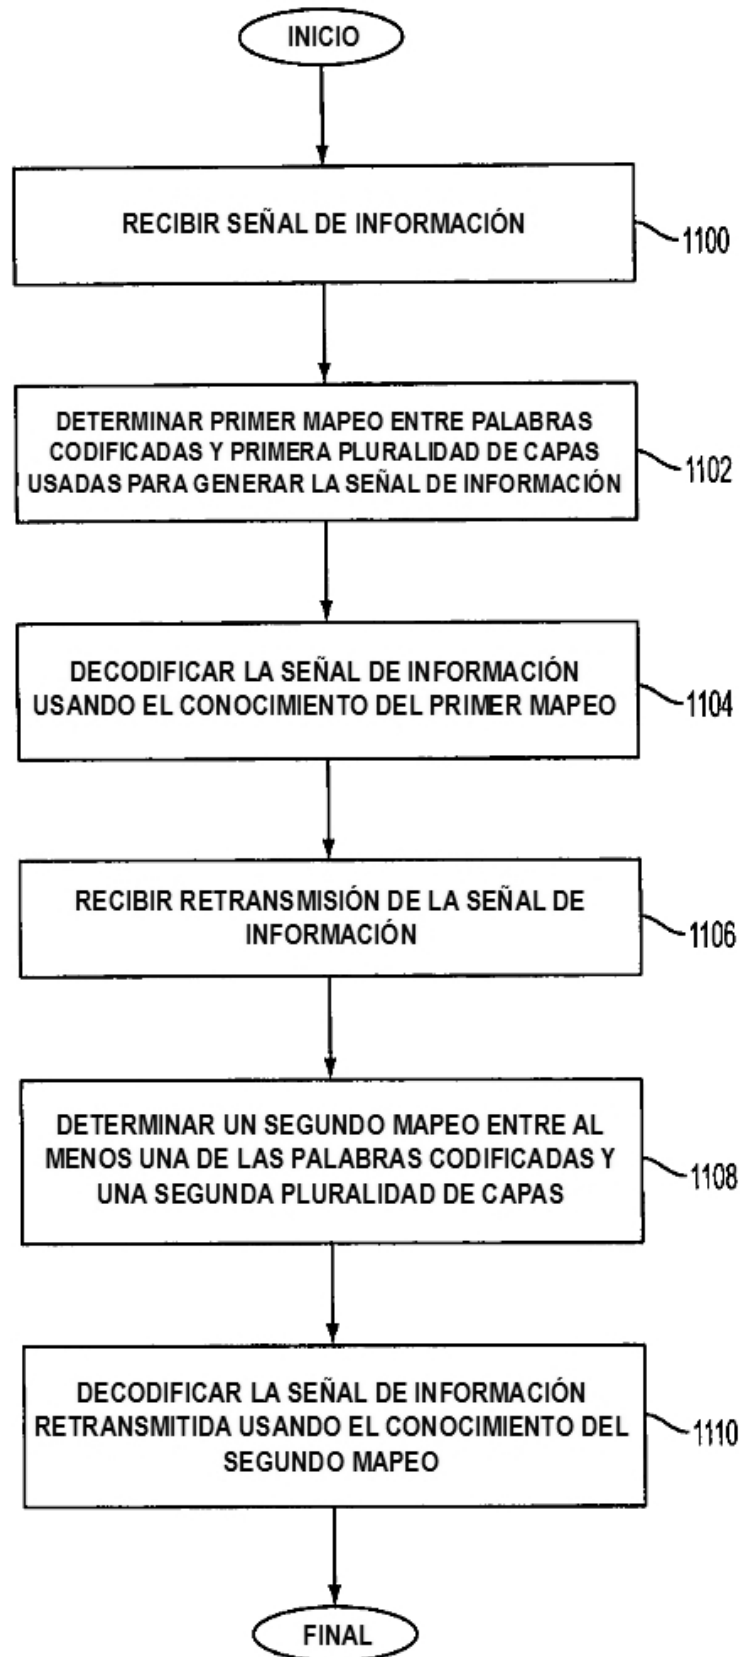 INICIO
RECIBIR SEÑAL DE INFORMACIÓN
1100
DETERMINAR PRIMER MAPEO ENTRE PALABRAS
CODIFICADAS Y PRIMERA PLURALIDAD DE CAPAS
USADAS PARA GENERAR LA SEÑAL DE INFORMACIÓN
1102
DECODIFICAR LA SEÑAL DE INFORMACIÓN
USANDO EL CONOCIMIENTO DEL PRIMER MAPEO
1104
RECIBIR RETRANSMISIÓN DE LA SEÑAL DE
INFORMACIÓN
1106
DETERMINAR UN SEGUNDO MAPEO ENTRE AL
MENOS UNA DE LAS PALABRAS CODIFICADAS Y
UNA SEGUNDA PLURALIDAD DE CAPAS
1108
DECODIFICAR LA SEÑAL DE INFORMACIÓN
RETRANSMITIDA USANDO EL CONOCIMIENTO DEL
SEGUNDO MAPEO
1110
FINAL